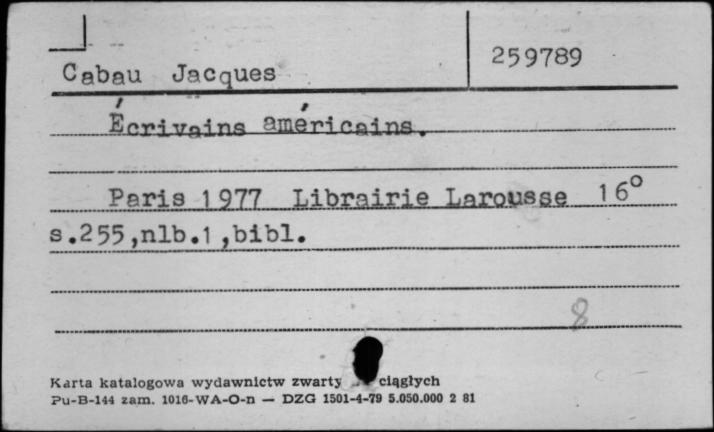 259789
Cabau Jacques
Écrivains américains.
Paris 1977 Librairie Larousse 16°
s.255,nlb.1,bibl.
8
Karta katalogowa wydawnictw zwarty ciągłych
Pu-B-144 zam. 1016-WA-O-n — DZG 1501-4-79 5.050.000 2 81